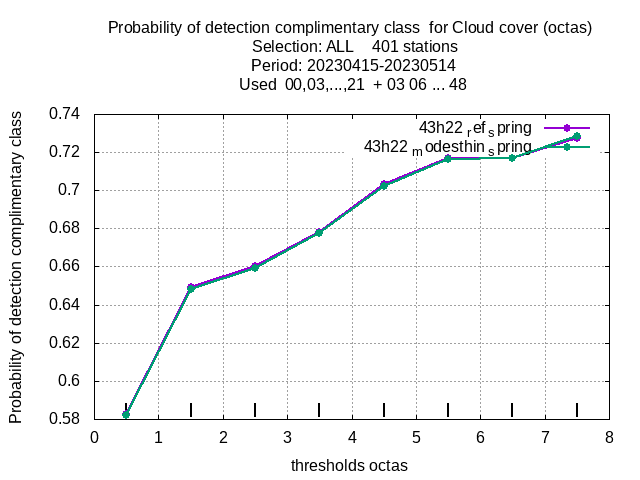 Probability of detection complimentary class for Cloud cover (octas)
Selection: ALL 401 stations
Period: 20230415-20230514
Used 00,03,...,21 + 03 06 ... 48
Probability of detection complimentary class
0.74
0.72
0.7
0.68
0.66
0.64
0.62
0.6
0.58
43h22 ref spring
43h22 modesthin spring
0 1 2 3 4 5 6 7 8
thresholds octas